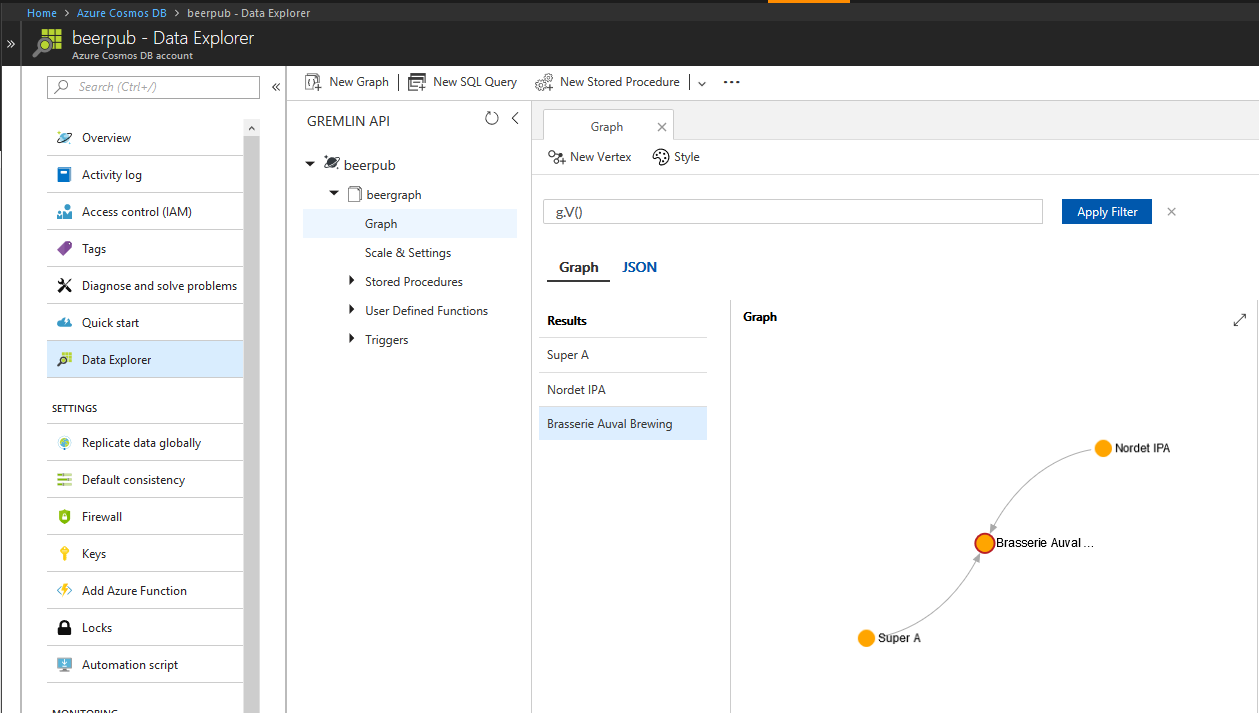 Home > Azure Cosmos DB > beerpub - Data Explorer
beerpub - Data Explorer
Azure Cosmos DB account
Search (Ctrl+/)
Overview
Activity log
Access control (IAM)
Tags
Diagnose and solve problems
Quick start
Data Explorer
SETTINGS
Replicate data globally
Default consistency
Firewall
Keys
Add Azure Function
Locks
Automation script
MONITORING
New Graph
New SQL Query
New Stored Procedure
GREMLIN API
beerpub
beergraph
Graph
Scale & Settings
Stored Procedures
User Defined Functions
Triggers
Graph
New Vertex
Style
g.V()
Apply Filter
Graph
JSON
Results
Super A
Nordet IPA
Brasserie Auval Brewing
Graph
Nordet IPA
Brasserie Auval ...
Super A